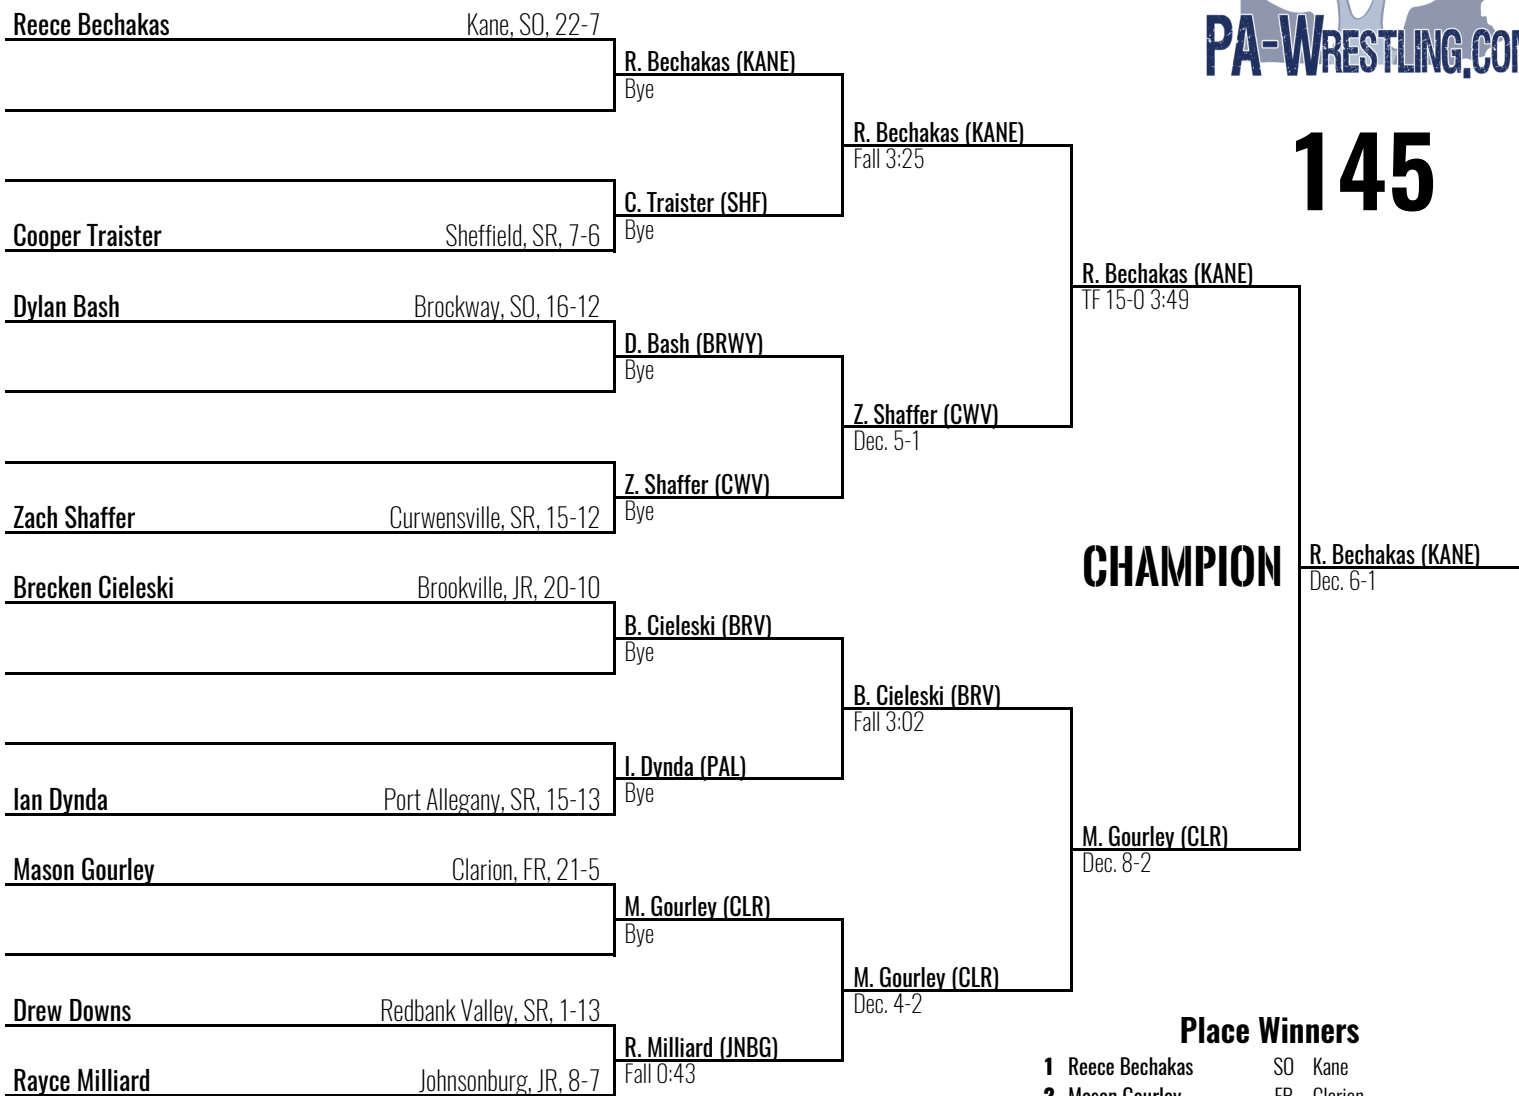 Reece Bechakas Kane, SO, 22-7
R. Bechakas (KANE)
Bye
PA-WRESTLING.CO
R. Bechakas (KANE)
Fall 3:25
145
C. Traister (SHF)
Bye
Cooper Traister Sheffield, SR, 7-6
R. Bechakas (KANE)
TF 15-0 3:49
Dylan Bash Brockway, SO, 16-12
D. Bash (BRWY)
Bye
Z. Shaffer (CWV)
Dec. 5-1
Z. Shaffer (CWV)
Bye
Zach Shaffer Curwensville, SR, 15-12
CHAMPION
R. Bechakas (KANE)
Dec. 6-1
Brecken Cieleski Brookville, JR, 20-10
B. Cieleski (BRV)
Bye
B. Cieleski (BRV)
Fall 3:02
I. Dynda (PAL)
Bye
Ian Dynda Port Allegany, SR, 15-13
M. Gourley (CLR)
Dec. 8-2
Mason Gourley Clarion, FR, 21-5
M. Gourley (CLR)
Bye
M. Gourley (CLR)
Dec. 4-2
Drew Downs Redbank Valley, SR, 1-13
R. Milliard (JNBG)
Fall 0:43
Rayce Milliard Johnsonburg, JR, 8-7
Place Winners
1 Reece Bechakas SO Kane
2 Mason Gourley FR Clarion